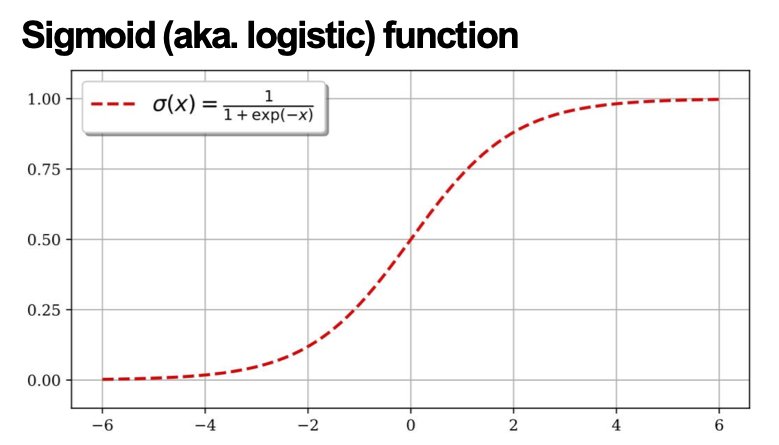 Sigmoid (aka. logistic) function
σ(x) = 1 / (1 + exp(−x))
1.00
0.75
0.50
0.25
0.00
−6 −4 −2 0 2 4 6